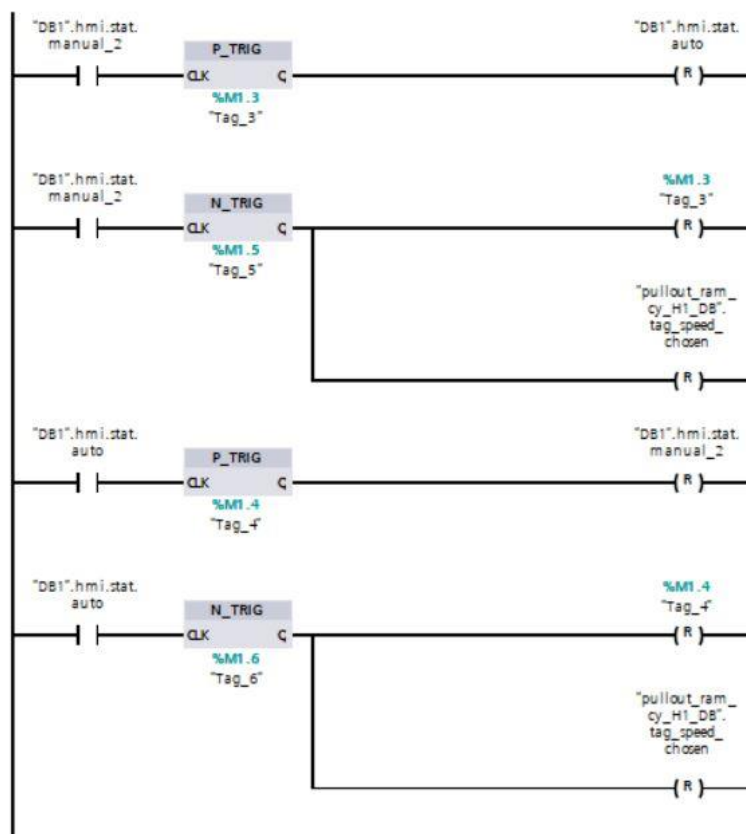 "DB1".hmi.stat.
manual_2
P_TRIG
CLK Q
%M1.3
"Tag_3"
"DB1".hmi.stat.
auto
( R )
"DB1".hmi.stat.
manual_2
N_TRIG
CLK Q
%M1.5
"Tag_5"
%M1.3
"Tag_3"
( R )
"pullout_ram_
cy_H1_DB".
tag_speed_
chosen
( R )
"DB1".hmi.stat.
auto
P_TRIG
CLK Q
%M1.4
"Tag_4"
"DB1".hmi.stat.
manual_2
( R )
"DB1".hmi.stat.
auto
N_TRIG
CLK Q
%M1.6
"Tag_6"
%M1.4
"Tag_4"
( R )
"pullout_ram_
cy_H1_DB".
tag_speed_
chosen
( R )